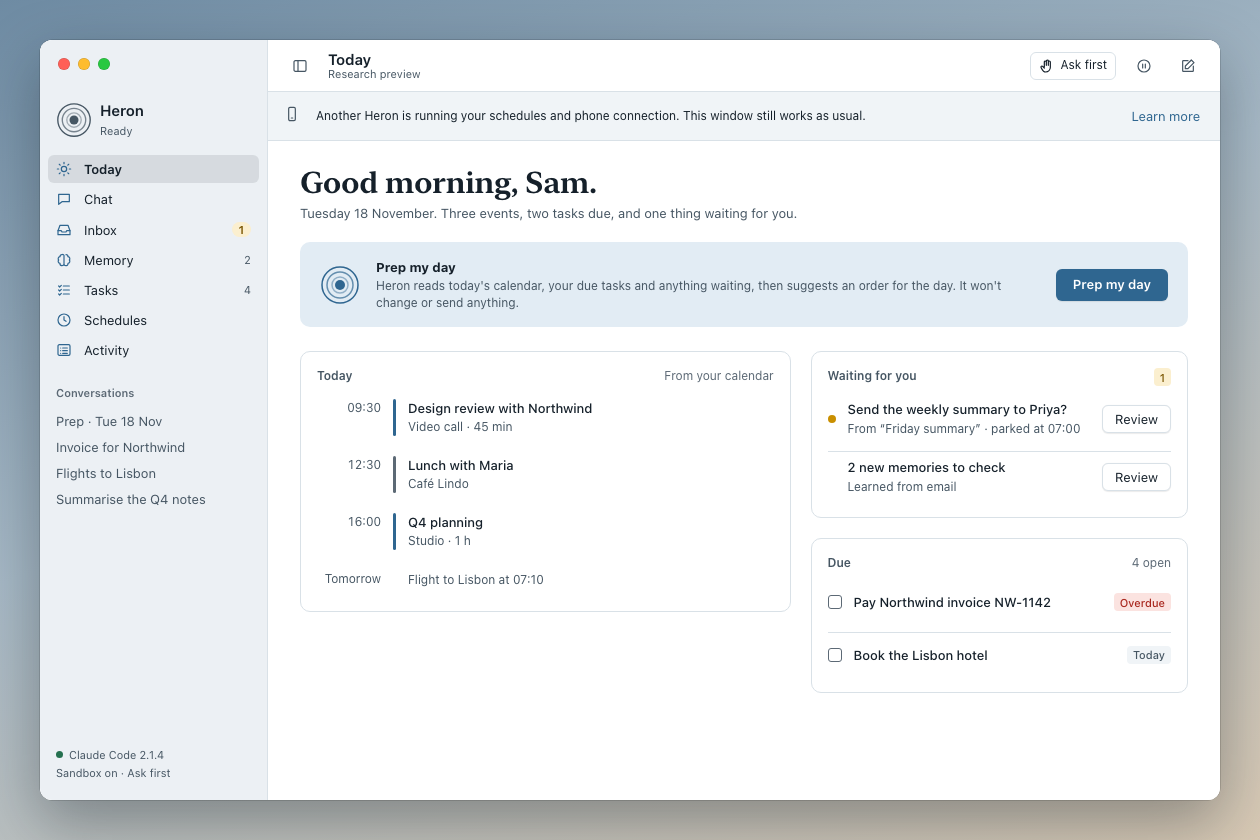 Heron
Ready
Today
Chat
Inbox 1
Memory 2
Tasks 4
Schedules
Activity
Conversations
Prep · Tue 18 Nov
Invoice for Northwind
Flights to Lisbon
Summarise the Q4 notes
Claude Code 2.1.4
Sandbox on · Ask first
Today
Research preview
Ask first
Another Heron is running your schedules and phone connection. This window still works as usual.
Learn more
Good morning, Sam.
Tuesday 18 November. Three events, two tasks due, and one thing waiting for you.
Prep my day
Heron reads today's calendar, your due tasks and anything waiting, then suggests an order for the day. It won't
change or send anything.
Prep my day
Today
From your calendar
09:30 Design review with Northwind
Video call · 45 min
12:30 Lunch with Maria
Café Lindo
16:00 Q4 planning
Studio · 1 h
Tomorrow Flight to Lisbon at 07:10
Waiting for you 1
Send the weekly summary to Priya?
From “Friday summary” · parked at 07:00
Review
2 new memories to check
Learned from email
Review
Due 4 open
Pay Northwind invoice NW-1142 Overdue
Book the Lisbon hotel Today